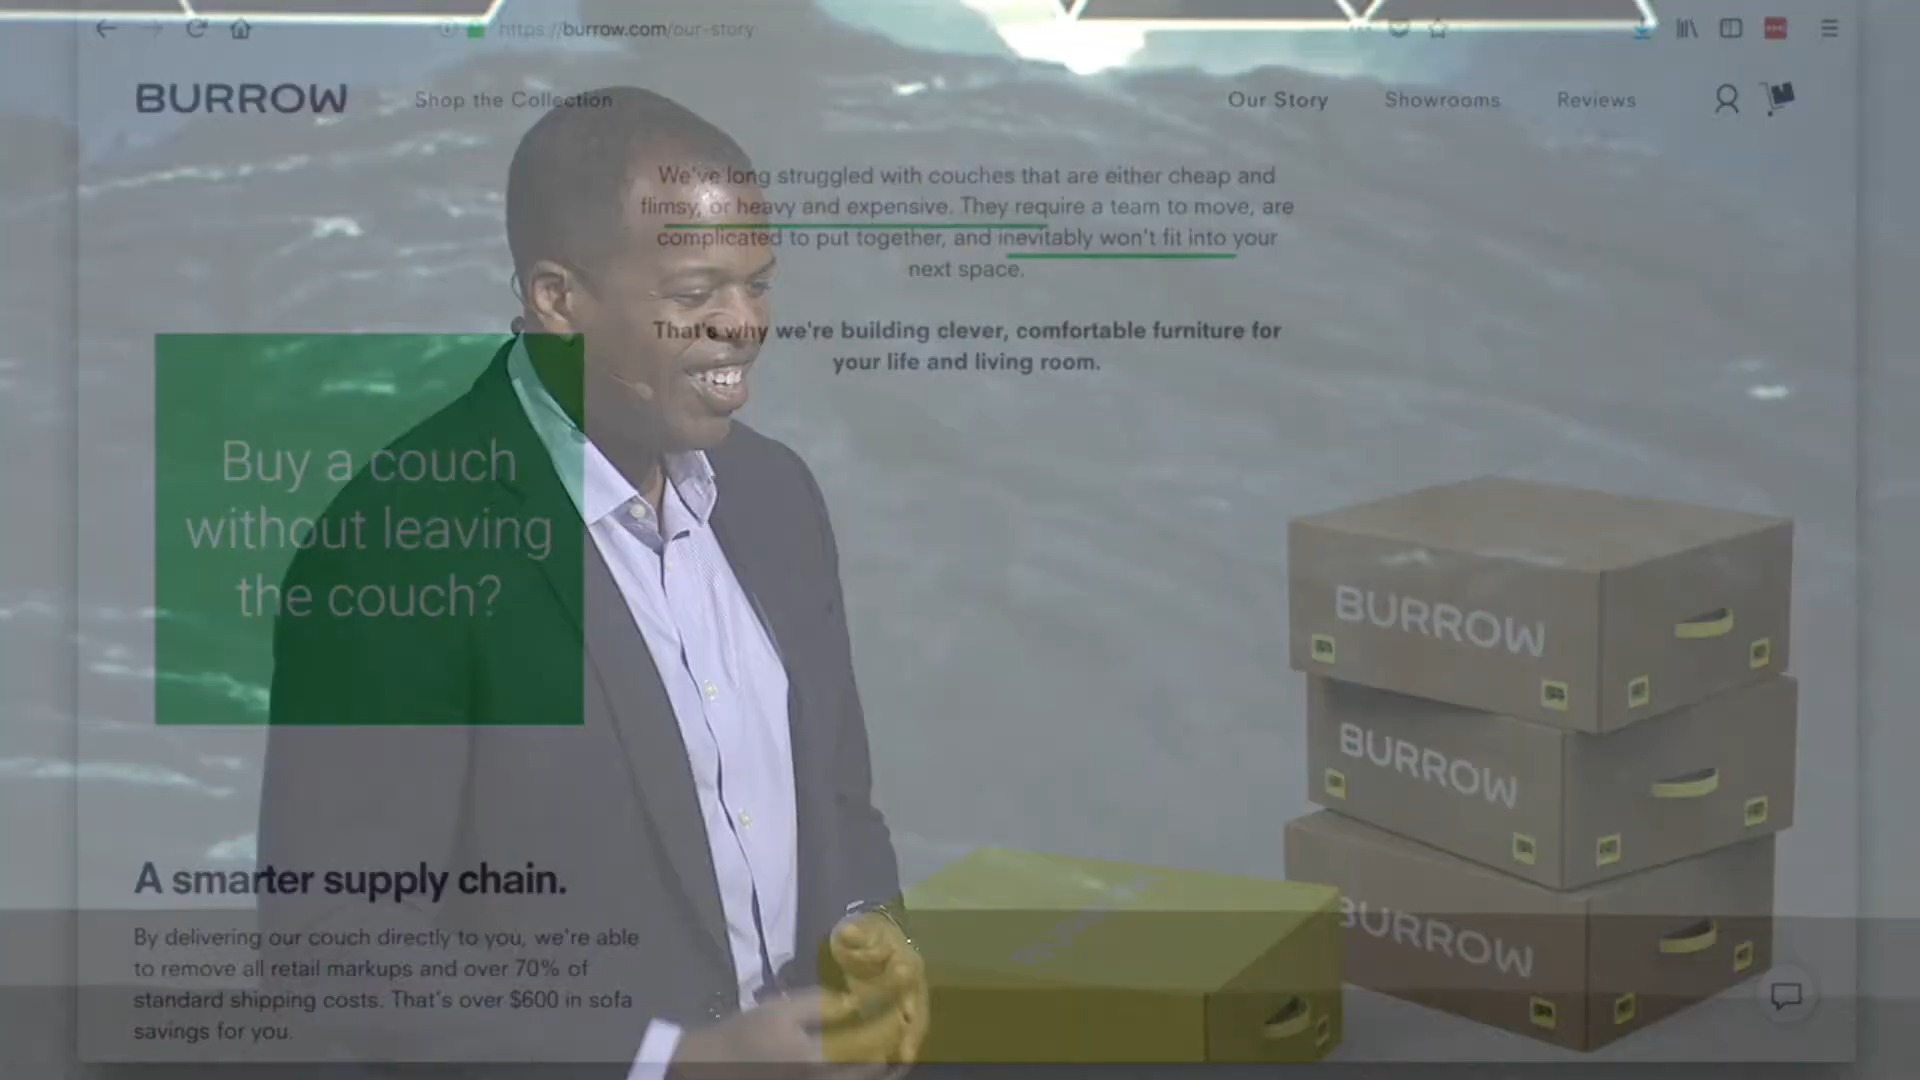 https://burrow.com/our-story
BURROW
Shop the Collection
Our Story
Showrooms
Reviews
We've long struggled with couches that are either cheap and
flimsy, or heavy and expensive. They require a team to move, are
complicated to put together, and inevitably won't fit into your
next space.
That's why we're building clever, comfortable furniture for
your life and living room.
Buy a couch
without leaving
the couch?
BURROW
BURROW
BURROW
A smarter supply chain.
By delivering our couch directly to you, we're able
to remove all retail markups and over 70% of
standard shipping costs. That's over $600 in sofa
savings for you.